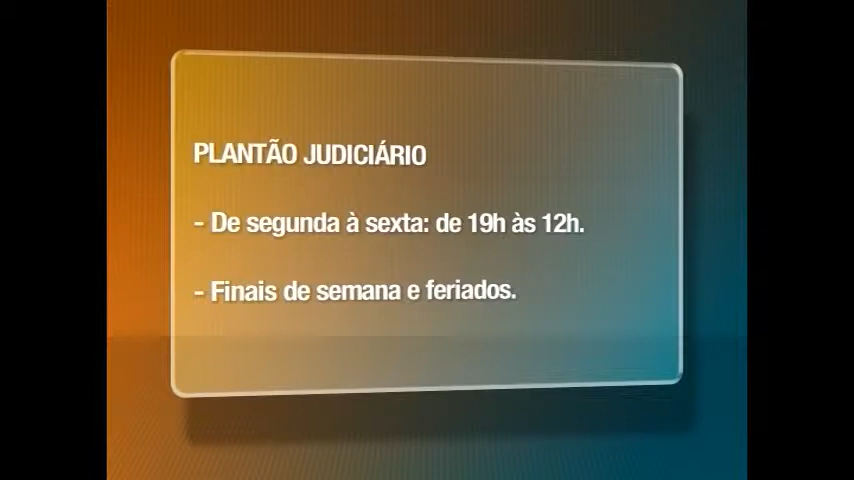 PLANTÃO JUDICIÁRIO
- De segunda à sexta: de 19h às 12h.
- Finais de semana e feriados.